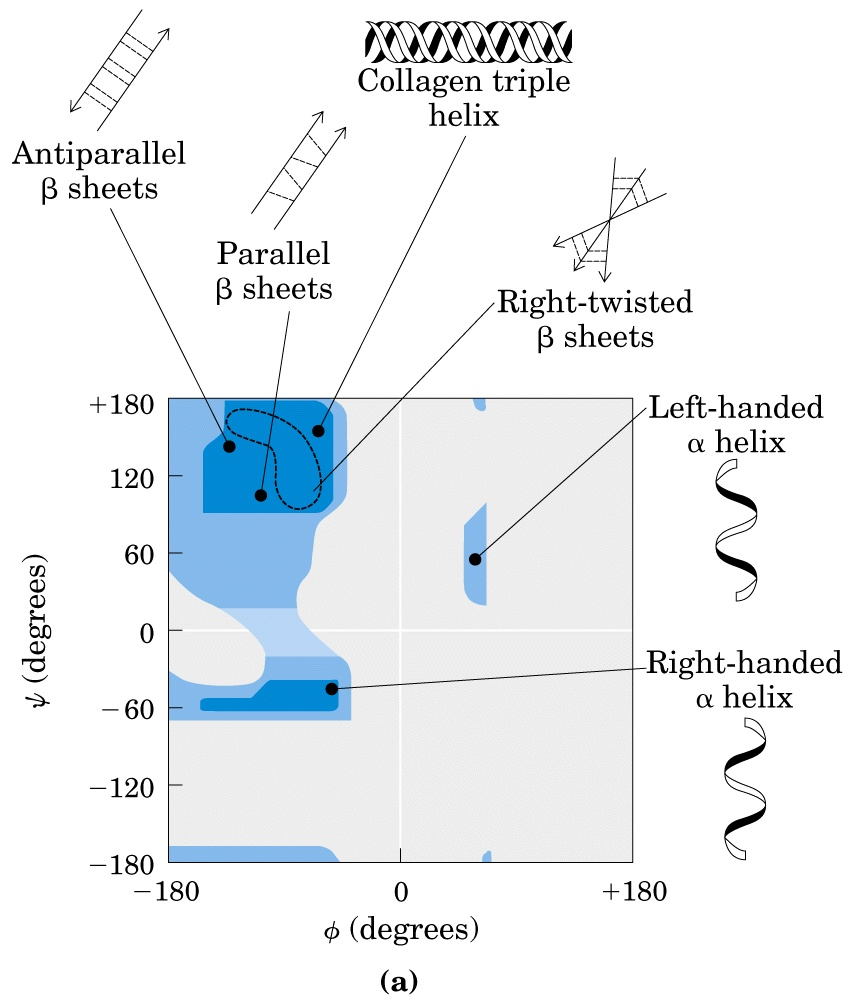 Collagen triple
helix
Antiparallel
β sheets
Parallel
β sheets
Right-twisted
β sheets
Left-handed
α helix
Right-handed
α helix
+180
120
60
0
−60
−120
−180
ψ (degrees)
−180
0
+180
ϕ (degrees)
(a)